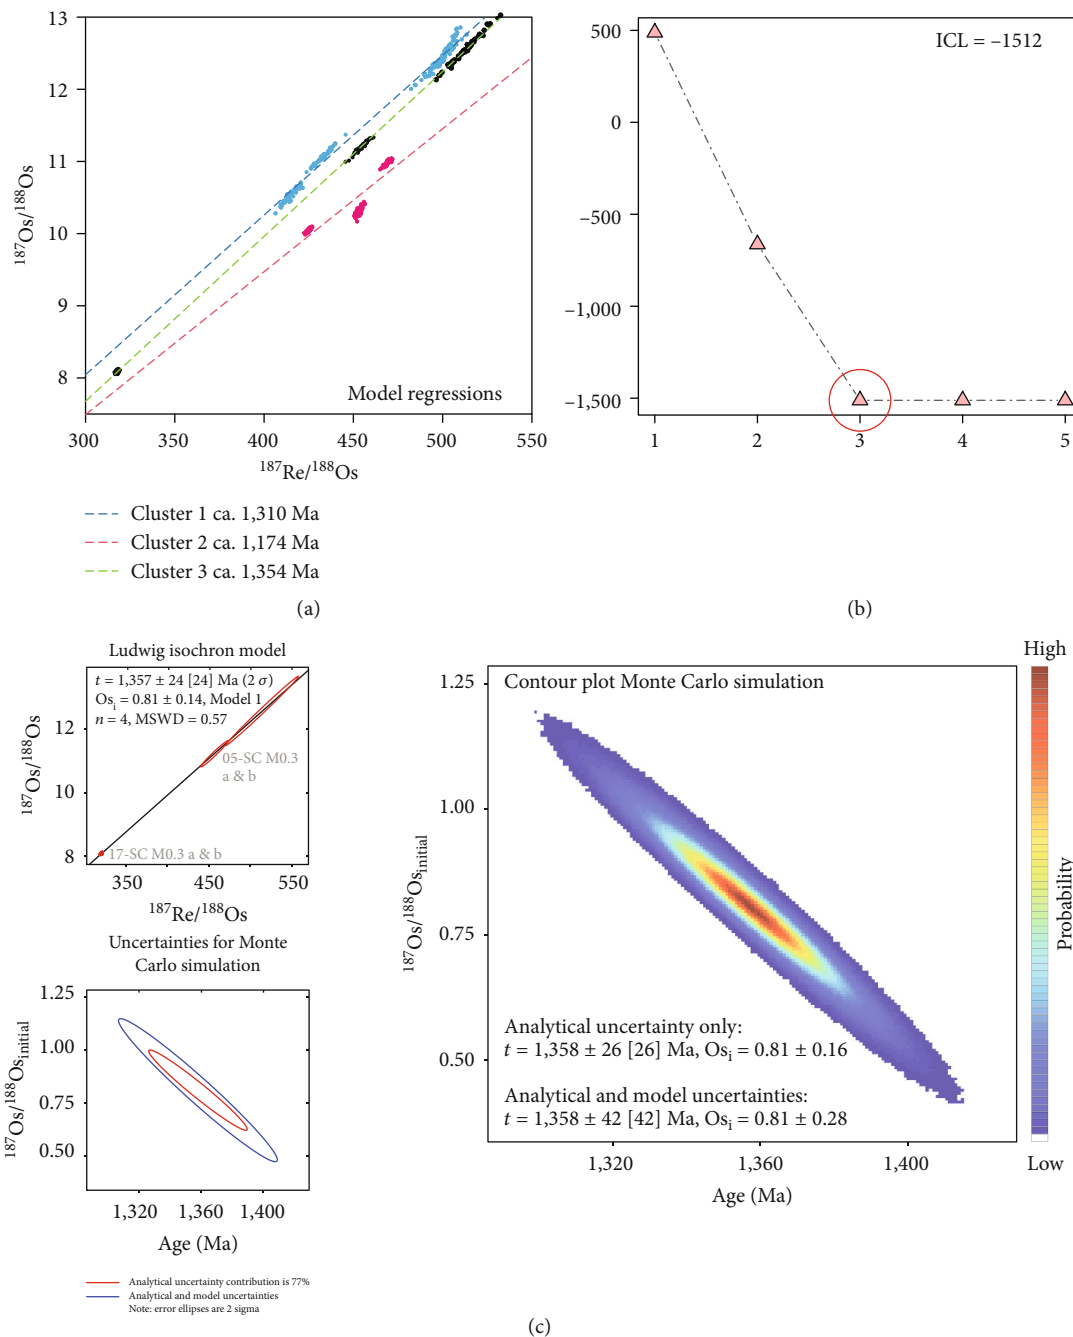 13
12
11
10
9
8
187Os/188Os
300
400
450
500
550
187Re/188Os
Model regressions
Cluster 1 ca. 1,310 Ma
Cluster 2 ca. 1,174 Ma
Cluster 3 ca. 1,354 Ma
(a)
500
0
−500
−1,000
−1,500
ICL = −1512
1
2
3
4
5
(b)
Ludwig isochron model
t = 1,357 ± 24 [24] Ma (2 σ)
Osi = 0.81 ± 0.14, Model 1
n = 4, MSWD = 0.57
05-SC M0.3
a & b
17-SC M0.3 a & b
12
10
8
187Os/188Os
350
450
550
187Re/188Os
Uncertainties for Monte
Carlo simulation
1.25
1.00
0.75
0.50
187Os/188Osinitial
1,320
1,360
1,400
Age (Ma)
Analytical uncertainty contribution is 77%
Analytical and model uncertainties
Note: error ellipses are 2 sigma
Contour plot Monte Carlo simulation
1.25
1.00
0.75
0.50
187Os/188Osinitial
Analytical uncertainty only:
t = 1,358 ± 26 [26] Ma, Osi = 0.81 ± 0.16
Analytical and model uncertainties:
t = 1,358 ± 42 [42] Ma, Osi = 0.81 ± 0.28
1,320
1,360
1,400
Age (Ma)
High
Probability
Low
(c)